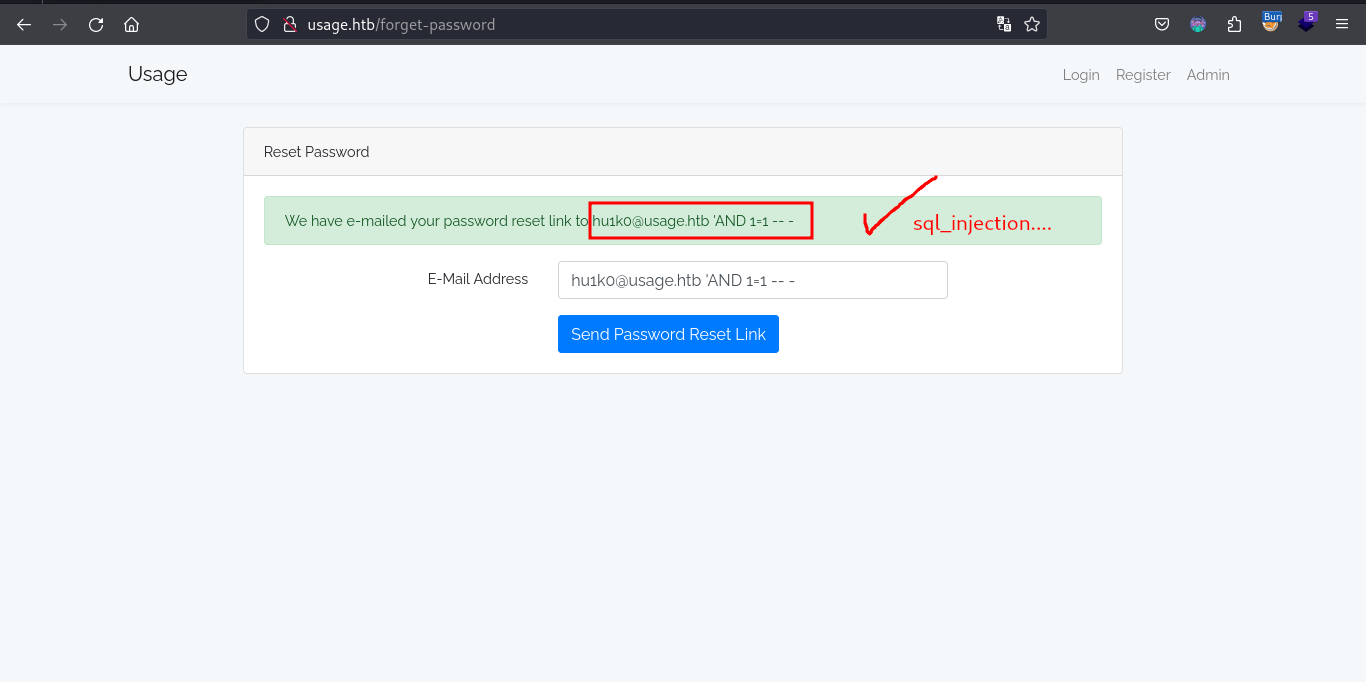 usage.htb/forget-password
Burp
5
Usage
Login Register Admin
Reset Password
We have e-mailed your password reset link to hu1k0@usage.htb 'AND 1=1 -- -
sql_injection....
E-Mail Address
hu1k0@usage.htb 'AND 1=1 -- -
Send Password Reset Link